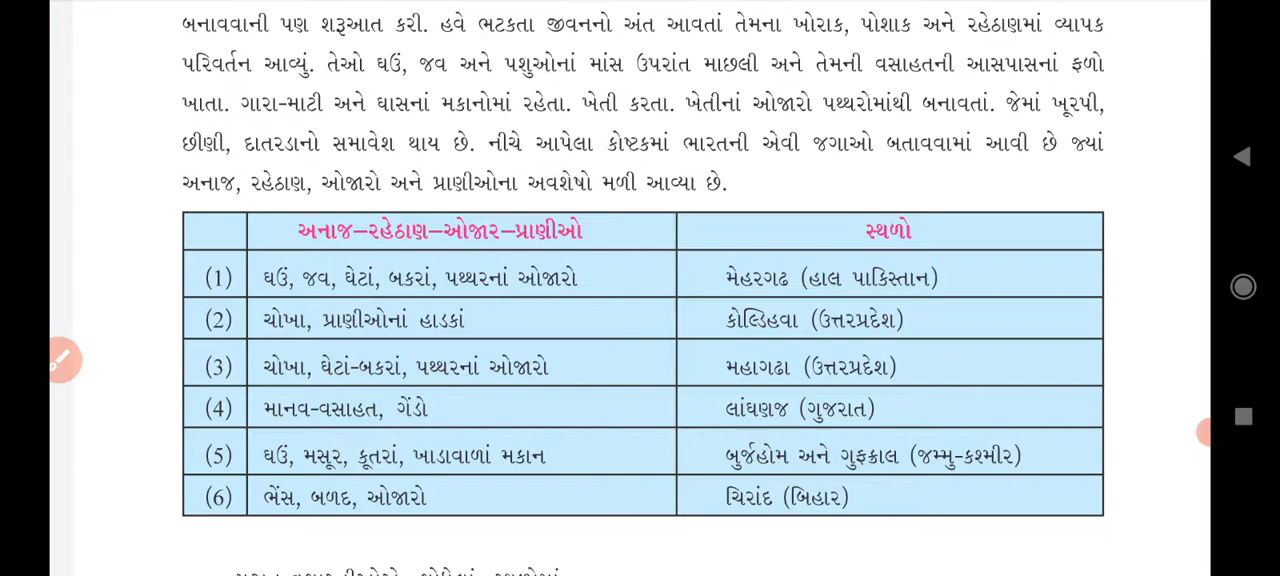 બનાવવાની પણ શરૂઆત કરી. હવે ભટકતા જીવનનો અંત આવતાં તેમના ખોરાક, પોશાક અને રહેઠાણમાં વ્યાપક
પરિવર્તન આવ્યું. તેઓ ઘઉં, જવ અને પશુઓનાં માંસ ઉપરાંત માછલી અને તેમની વસાહતની આસપાસનાં ફળો
ખાતા. ગારા-માટી અને ઘાસનાં મકાનોમાં રહેતા. ખેતી કરતા. ખેતીનાં ઓજારો પથ્થરોમાંથી બનાવતાં. જેમાં ખૂરપી,
છીણી, દાતરડાનો સમાવેશ થાય છે. નીચે આપેલા કોષ્ટકમાં ભારતની એવી જગાઓ બતાવવામાં આવી છે જ્યાં
અનાજ, રહેઠાણ, ઓજારો અને પ્રાણીઓના અવશેષો મળી આવ્યા છે.
અનાજ–રહેઠાણ–ઓજાર–પ્રાણીઓ સ્થળો
(1) ઘઉં, જવ, ઘેટાં, બકરાં, પથ્થરનાં ઓજારો મેહરગઢ (હાલ પાકિસ્તાન)
(2) ચોખા, પ્રાણીઓનાં હાડકાં કોલ્ડિહવા (ઉત્તરપ્રદેશ)
(3) ચોખા, ઘેટાં-બકરાં, પથ્થરનાં ઓજારો મહાગઢા (ઉત્તરપ્રદેશ)
(4) માનવ-વસાહત, ગેંડો લાંઘણજ (ગુજરાત)
(5) ઘઉં, મસૂર, કૂતરાં, ખાડાવાળાં મકાન બુર્જહોમ અને ગુફક્રાલ (જમ્મુ-કશ્મીર)
(6) ભેંસ, બળદ, ઓજારો ચિરાંદ (બિહાર)